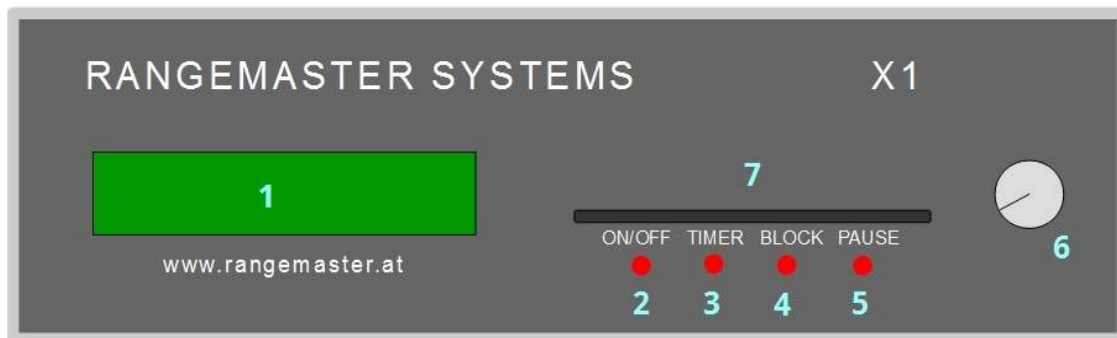 RANGEMASTER SYSTEMS X1
1
7
ON/OFF TIMER BLOCK PAUSE
6
www.rangemaster.at
2 3 4 5